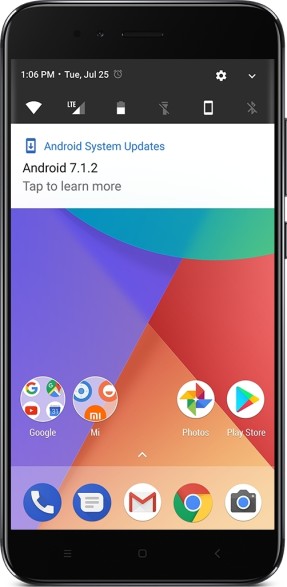 1:06 PM • Tue, Jul 25
LTE
Android System Updates
Android 7.1.2
Tap to learn more
Google
Mi
Photos
Play Store